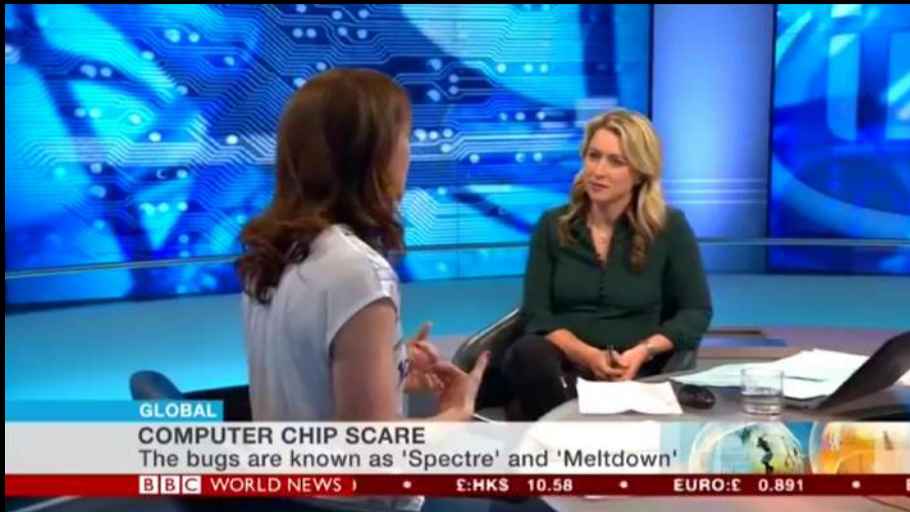 GLOBAL
COMPUTER CHIP SCARE
The bugs are known as 'Spectre' and 'Meltdown'
BBC WORLD NEWS £:HK$ 10.58 EURO:£ 0.891